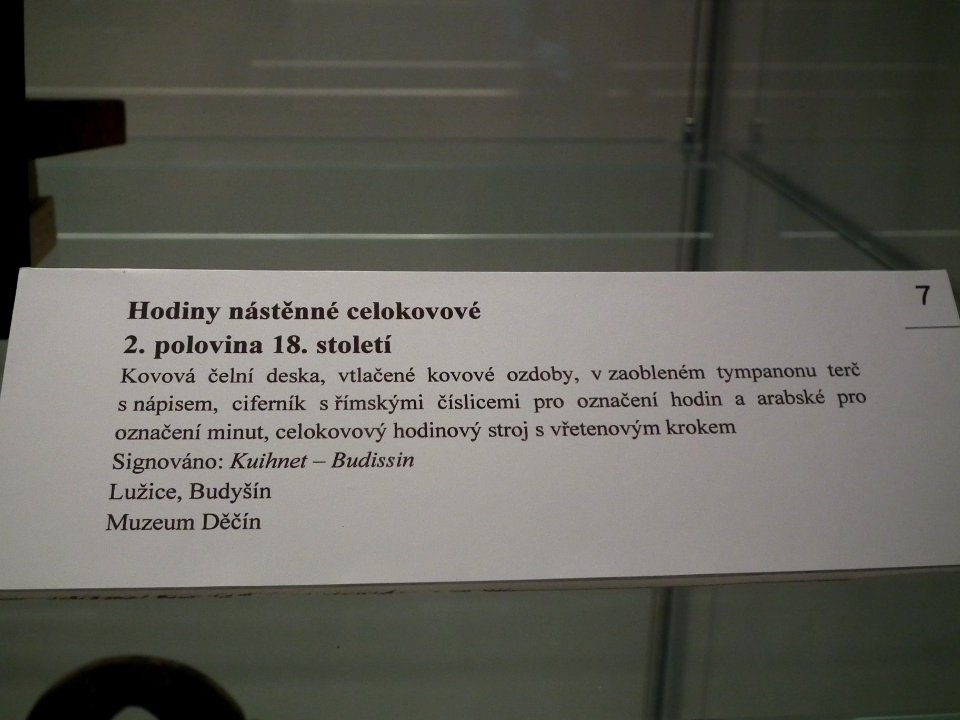 7
Hodiny nástěnné celokovové
2. polovina 18. století
Kovová čelní deska, vtlačené kovové ozdoby, v zaobleném tympanonu terč
s nápisem, ciferník s římskými číslicemi pro označení hodin a arabské pro
označení minut, celokovový hodinový stroj s vřetenovým krokem
Signováno: Kuihnet – Budissin
Lužice, Budyšín
Muzeum Děčín